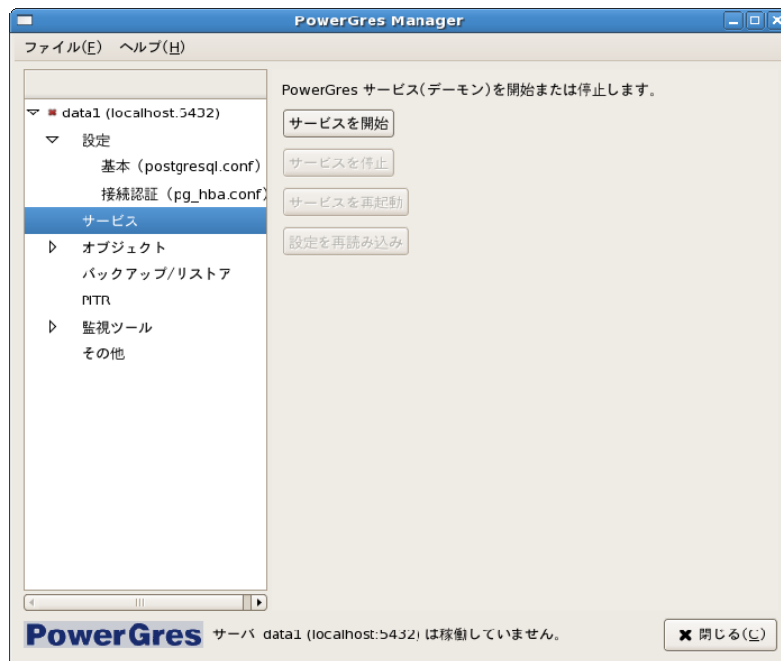 PowerGres Manager
ファイル(F) ヘルプ(H)
PowerGres サービス(デーモン)を開始または停止します。
data1 (localhost:5432)
設定
基本 (postgresql.conf)
接続認証 (pg_hba.conf)
サービス
オブジェクト
バックアップ/リストア
PITR
監視ツール
その他
サービスを開始
サービスを停止
サービスを再起動
設定を再読み込み
PowerGres サーバ data1 (localhost:5432) は稼働していません。
閉じる(C)